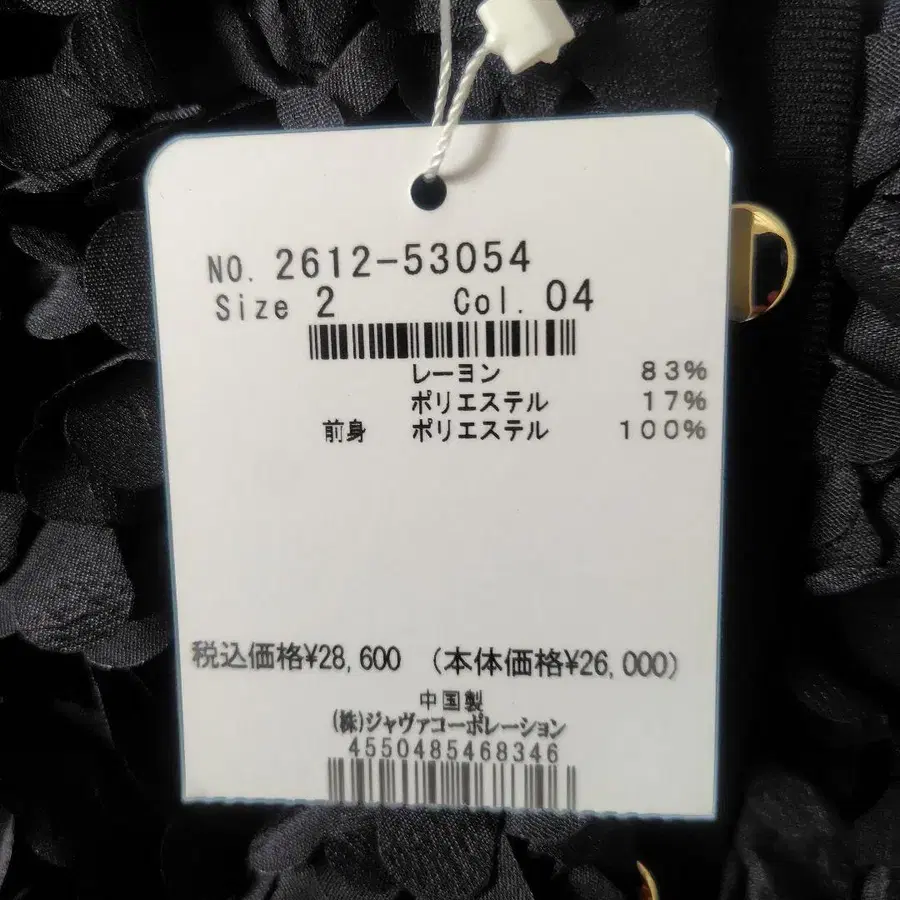 NO. 2612-53054
Size 2 Col. 04
レーヨン 83%
ポリエステル 17%
前身 ポリエステル 100%
税込価格¥28,600 (本体価格¥26,000)
中国製
(株)ジャヴァコーポレーション
4550485468346